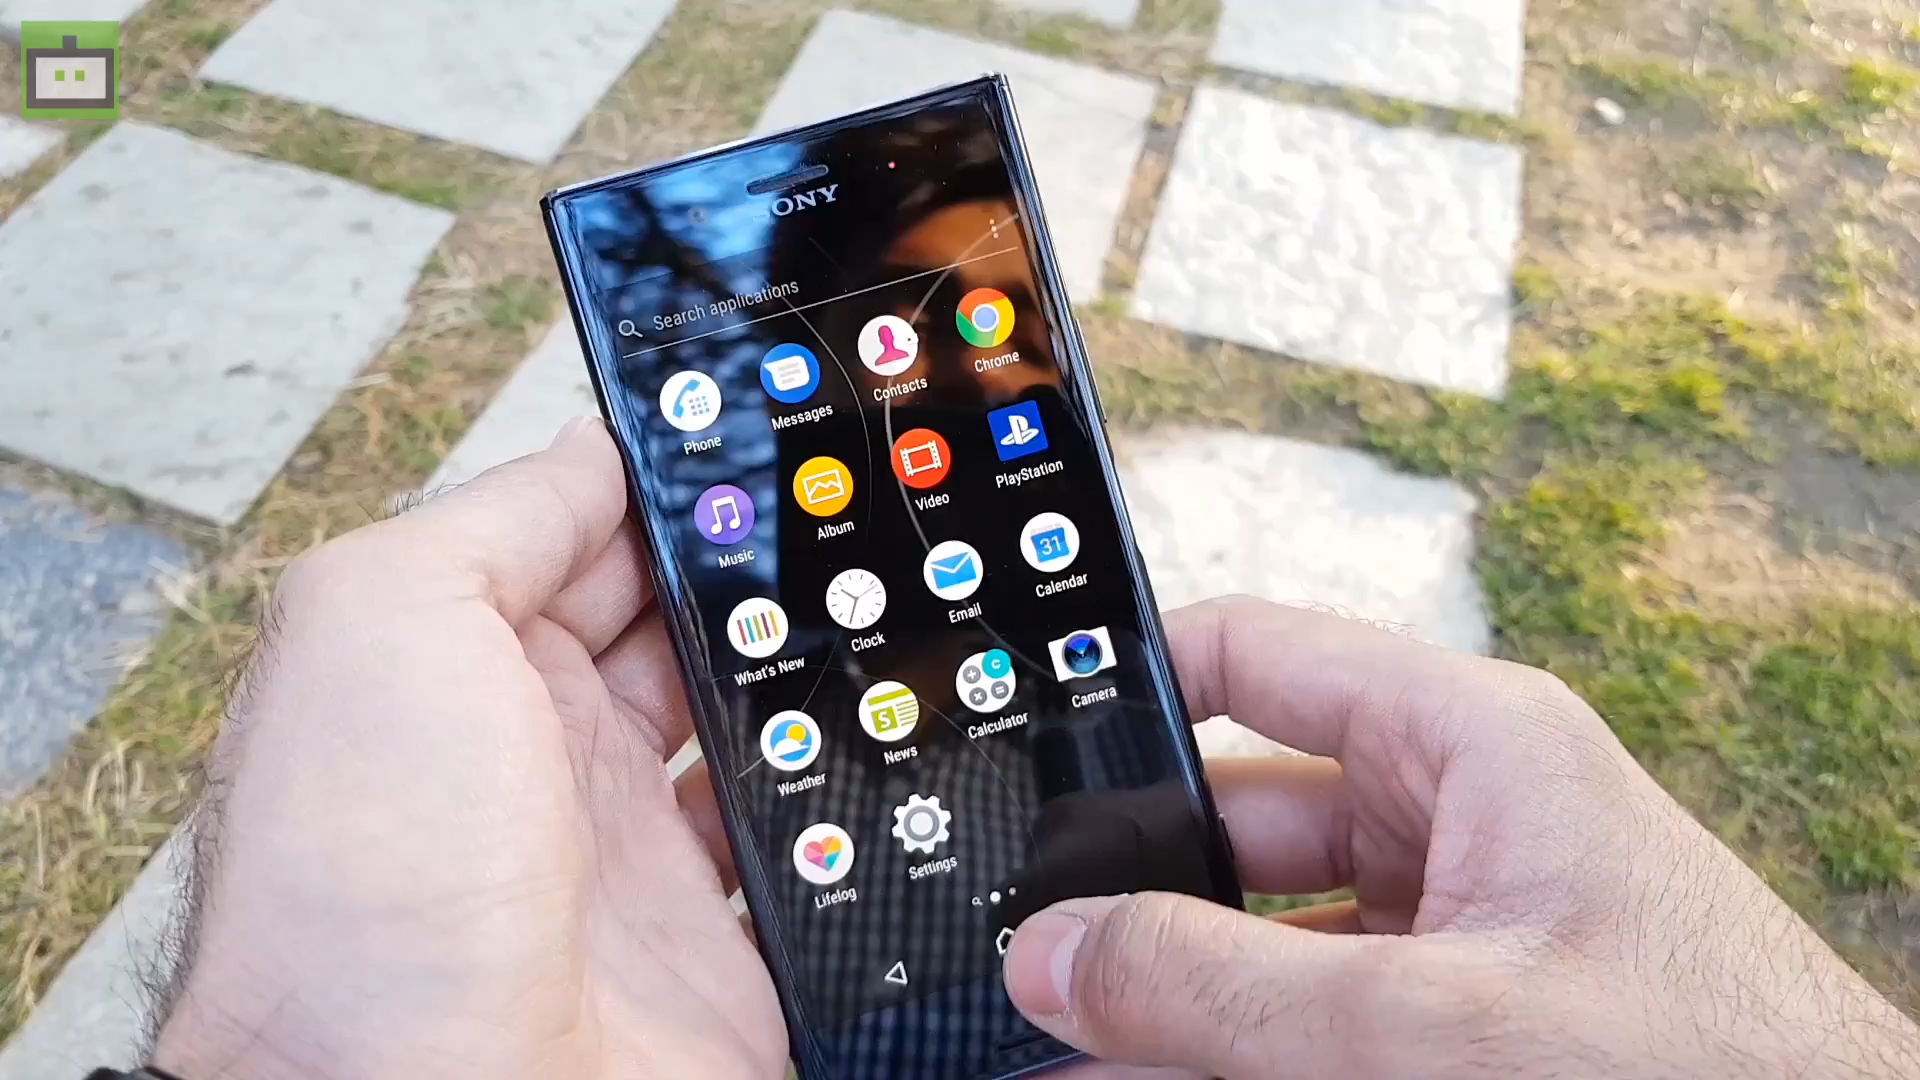 SONY
Search applications
Phone
Messages
Contacts
Chrome
Music
Album
Video
PlayStation
What's New
Clock
Email
31
Calendar
Weather
S
News
C
Calculator
Camera
Lifelog
Settings